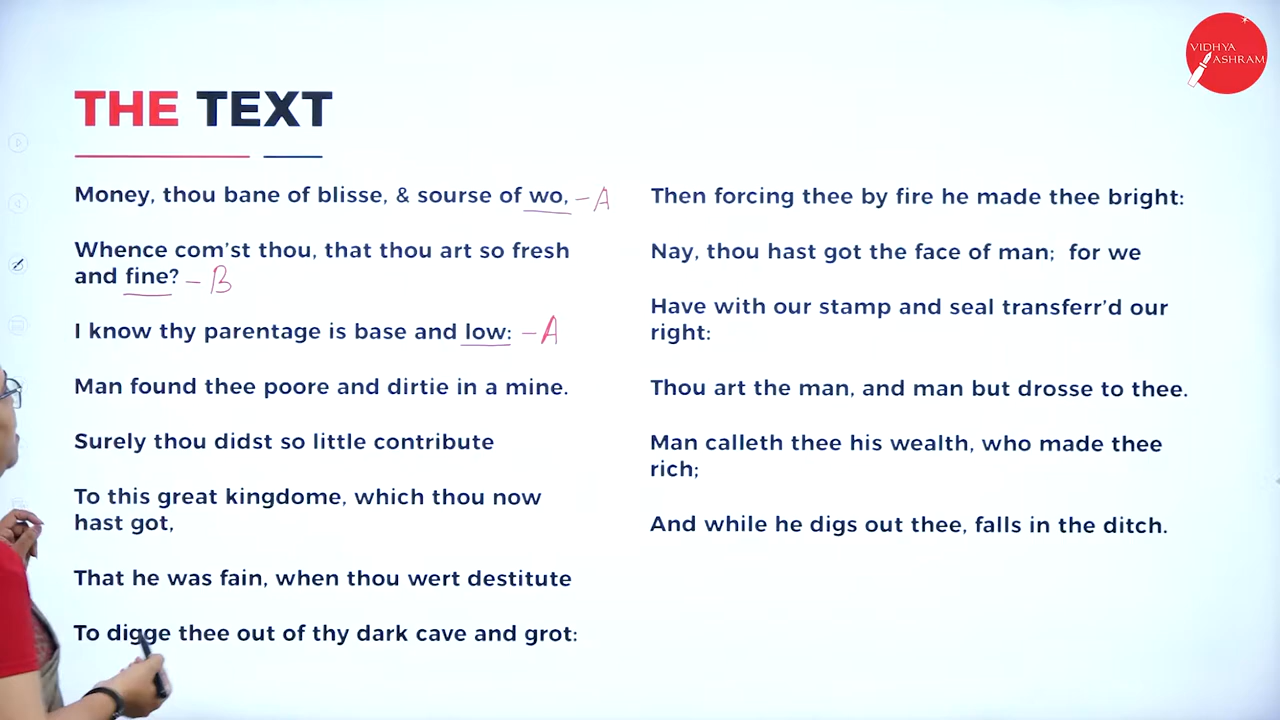 VIDHYA
ASHRAM
THE TEXT
Money, thou bane of blisse, & sourse of wo, - A
Whence com'st thou, that thou art so fresh
and fine? - B
I know thy parentage is base and low: - A
Man found thee poore and dirtie in a mine.
Surely thou didst so little contribute
To this great kingdome, which thou now
hast got,
That he was fain, when thou wert destitute
To digge thee out of thy dark cave and grot:
Then forcing thee by fire he made thee bright:
Nay, thou hast got the face of man; for we
Have with our stamp and seal transferr'd our
right:
Thou art the man, and man but drosse to thee.
Man calleth thee his wealth, who made thee
rich;
And while he digs out thee, falls in the ditch.